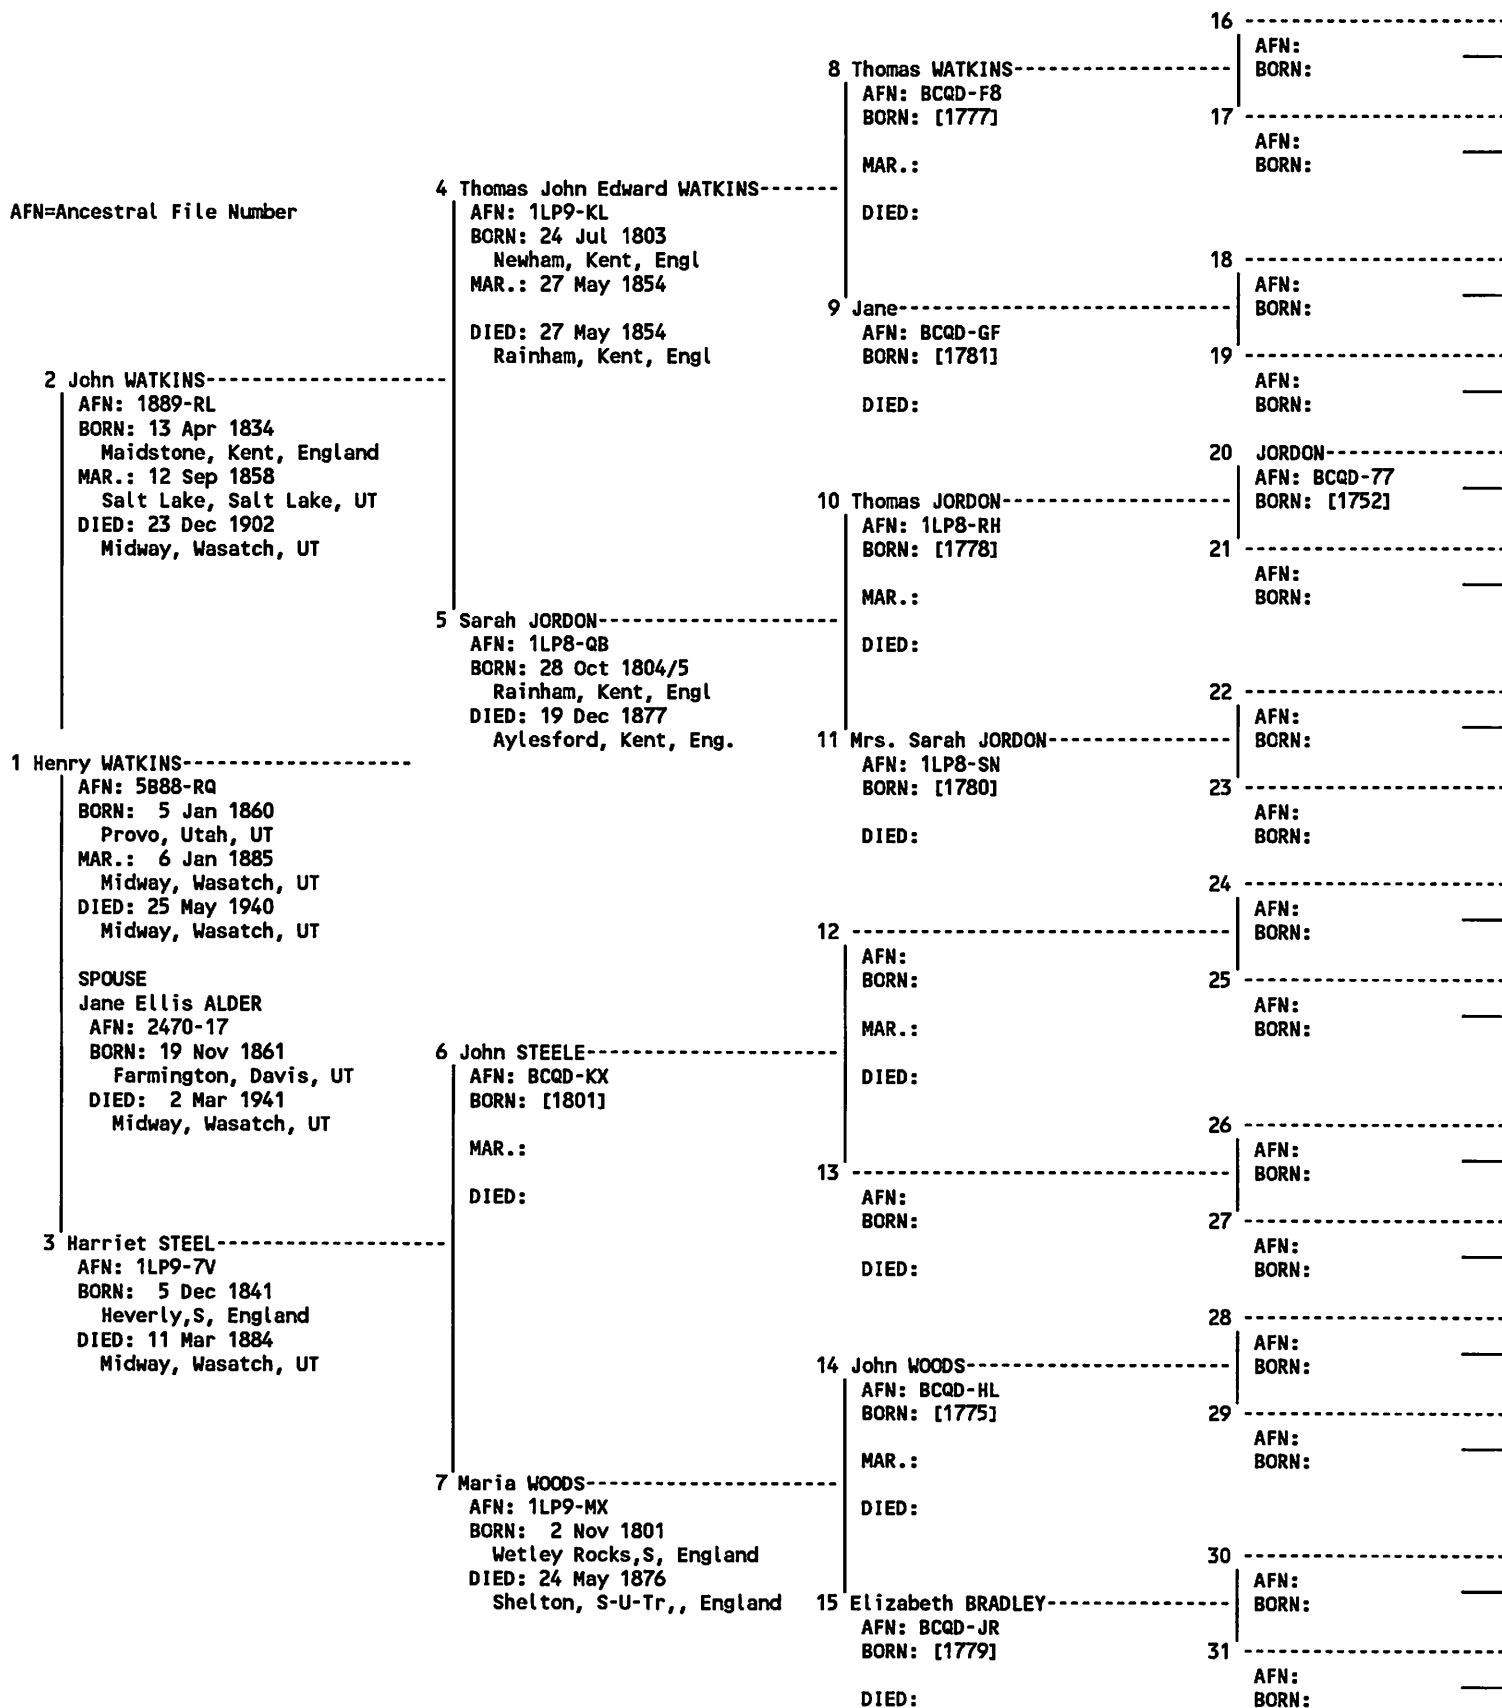 AFN=Ancestral File Number
1 Henry WATKINS
AFN: 5B88-RQ
BORN: 5 Jan 1860
Provo, Utah, UT
MAR.: 6 Jan 1885
Midway, Wasatch, UT
DIED: 25 May 1940
Midway, Wasatch, UT
SPOUSE
Jane Ellis ALDER
AFN: 2470-17
BORN: 19 Nov 1861
Farmington, Davis, UT
DIED: 2 Mar 1941
Midway, Wasatch, UT
2 John WATKINS
AFN: 1889-RL
BORN: 13 Apr 1834
Maidstone, Kent, England
MAR.: 12 Sep 1858
Salt Lake, Salt Lake, UT
DIED: 23 Dec 1902
Midway, Wasatch, UT
3 Harriet STEEL
AFN: 1LP9-7V
BORN: 5 Dec 1841
Heverly,S, England
DIED: 11 Mar 1884
Midway, Wasatch, UT
4 Thomas John Edward WATKINS
AFN: 1LP9-KL
BORN: 24 Jul 1803
Newham, Kent, Engl
MAR.: 27 May 1854
DIED: 27 May 1854
Rainham, Kent, Engl
5 Sarah JORDON
AFN: 1LP8-QB
BORN: 28 Oct 1804/5
Rainham, Kent, Engl
DIED: 19 Dec 1877
Aylesford, Kent, Eng.
6 John STEELE
AFN: BCQD-KX
BORN: [1801]
MAR.:
DIED:
7 Maria WOODS
AFN: 1LP9-MX
BORN: 2 Nov 1801
Wetley Rocks,S, England
DIED: 24 May 1876
Shelton, S-U-Tr,, England
8 Thomas WATKINS
AFN: BCQD-F8
BORN: [1777]
MAR.:
DIED:
9 Jane
AFN: BCQD-GF
BORN: [1781]
DIED:
10 Thomas JORDON
AFN: 1LP8-RH
BORN: [1778]
MAR.:
DIED:
11 Mrs. Sarah JORDON
AFN: 1LP8-SN
BORN: [1780]
DIED:
12
AFN:
BORN:
MAR.:
DIED:
13
AFN:
BORN:
DIED:
14 John WOODS
AFN: BCQD-HL
BORN: [1775]
MAR.:
DIED:
15 Elizabeth BRADLEY
AFN: BCQD-JR
BORN: [1779]
DIED:
16
AFN:
BORN:
17
AFN:
BORN:
18
AFN:
BORN:
19
AFN:
BORN:
20 JORDON
AFN: BCQD-77
BORN: [1752]
21
AFN:
BORN:
22
AFN:
BORN:
23
AFN:
BORN:
24
AFN:
BORN:
25
AFN:
BORN:
26
AFN:
BORN:
27
AFN:
BORN:
28
AFN:
BORN:
29
AFN:
BORN:
30
AFN:
BORN:
31
AFN:
BORN: